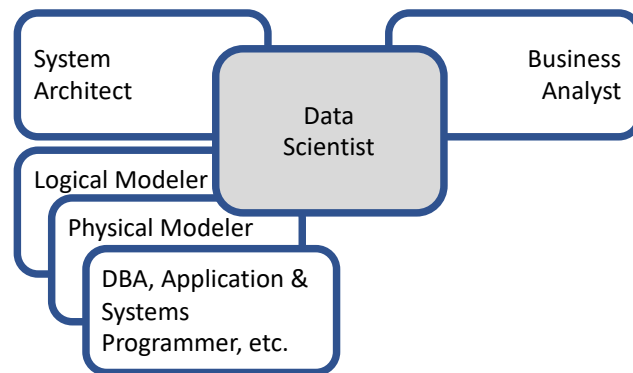 System
Architect
Business
Analyst
Data
Scientist
Logical Modeler
Physical Modeler
DBA, Application &
Systems
Programmer, etc.